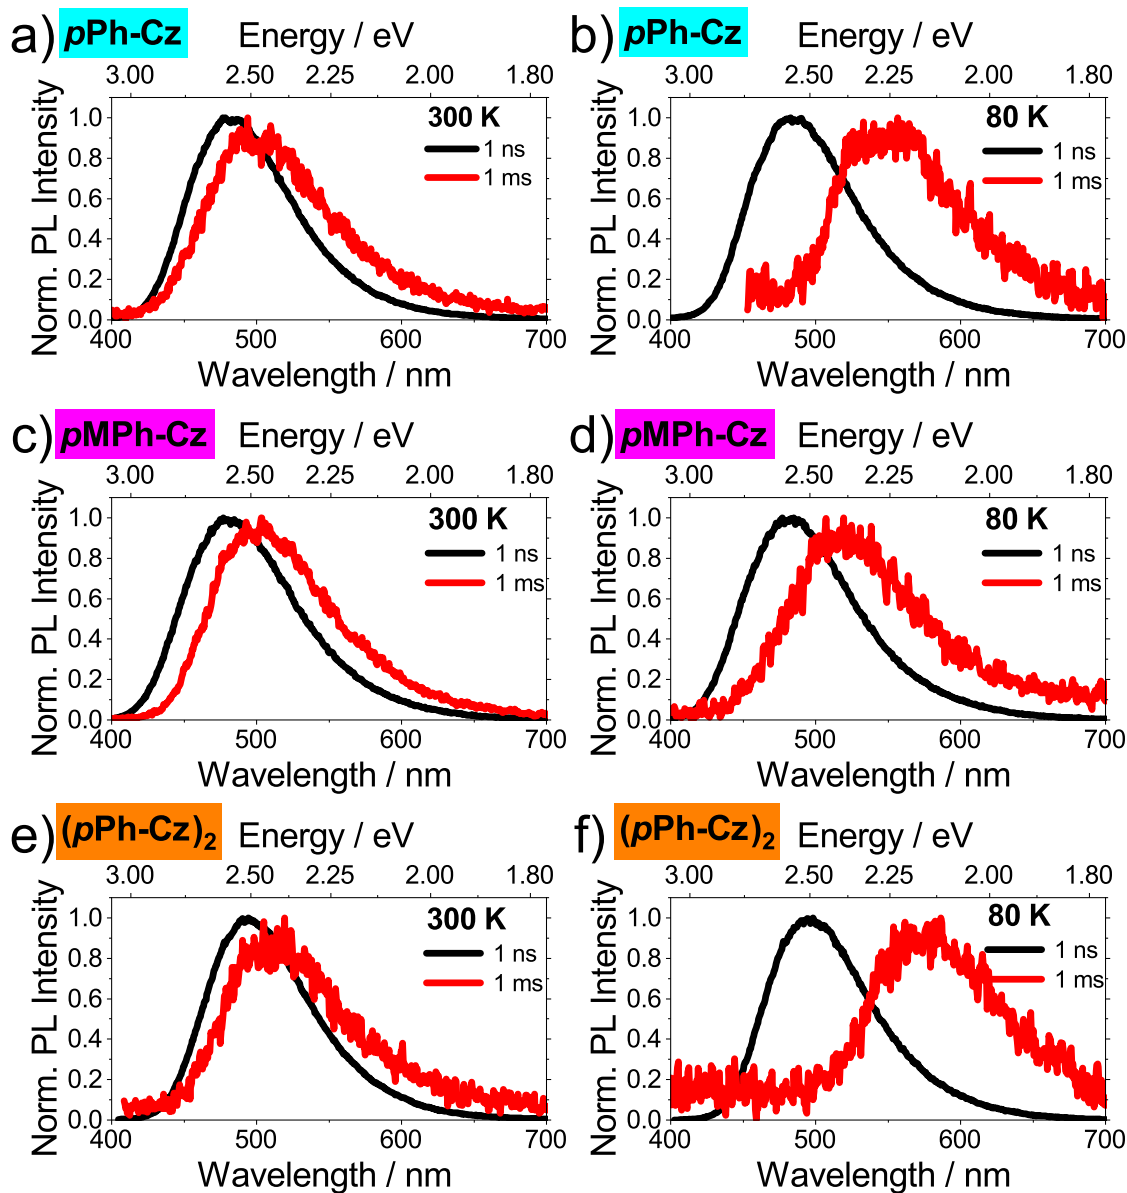 a) pPh-Cz Energy / eV
3.00 2.50 2.25 2.00 1.80
Norm. PL Intensity
1.0
0.8
0.6
0.4
0.2
0.0
300 K
1 ns
1 ms
400 500 600 700
Wavelength / nm
b) pPh-Cz Energy / eV
3.00 2.50 2.25 2.00 1.80
Norm. PL Intensity
1.0
0.8
0.6
0.4
0.2
0.0
80 K
1 ns
1 ms
400 500 600 700
Wavelength / nm
c) pMPh-Cz Energy / eV
3.00 2.50 2.25 2.00 1.80
Norm. PL Intensity
1.0
0.8
0.6
0.4
0.2
0.0
300 K
1 ns
1 ms
400 500 600 700
Wavelength / nm
d) pMPh-Cz Energy / eV
3.00 2.50 2.25 2.00 1.80
Norm. PL Intensity
1.0
0.8
0.6
0.4
0.2
0.0
80 K
1 ns
1 ms
400 500 600 700
Wavelength / nm
e) (pPh-Cz)₂ Energy / eV
3.00 2.50 2.25 2.00 1.80
Norm. PL Intensity
1.0
0.8
0.6
0.4
0.2
0.0
300 K
1 ns
1 ms
400 500 600 700
Wavelength / nm
f) (pPh-Cz)₂ Energy / eV
3.00 2.50 2.25 2.00 1.80
Norm. PL Intensity
1.0
0.8
0.6
0.4
0.2
0.0
80 K
1 ns
1 ms
400 500 600 700
Wavelength / nm